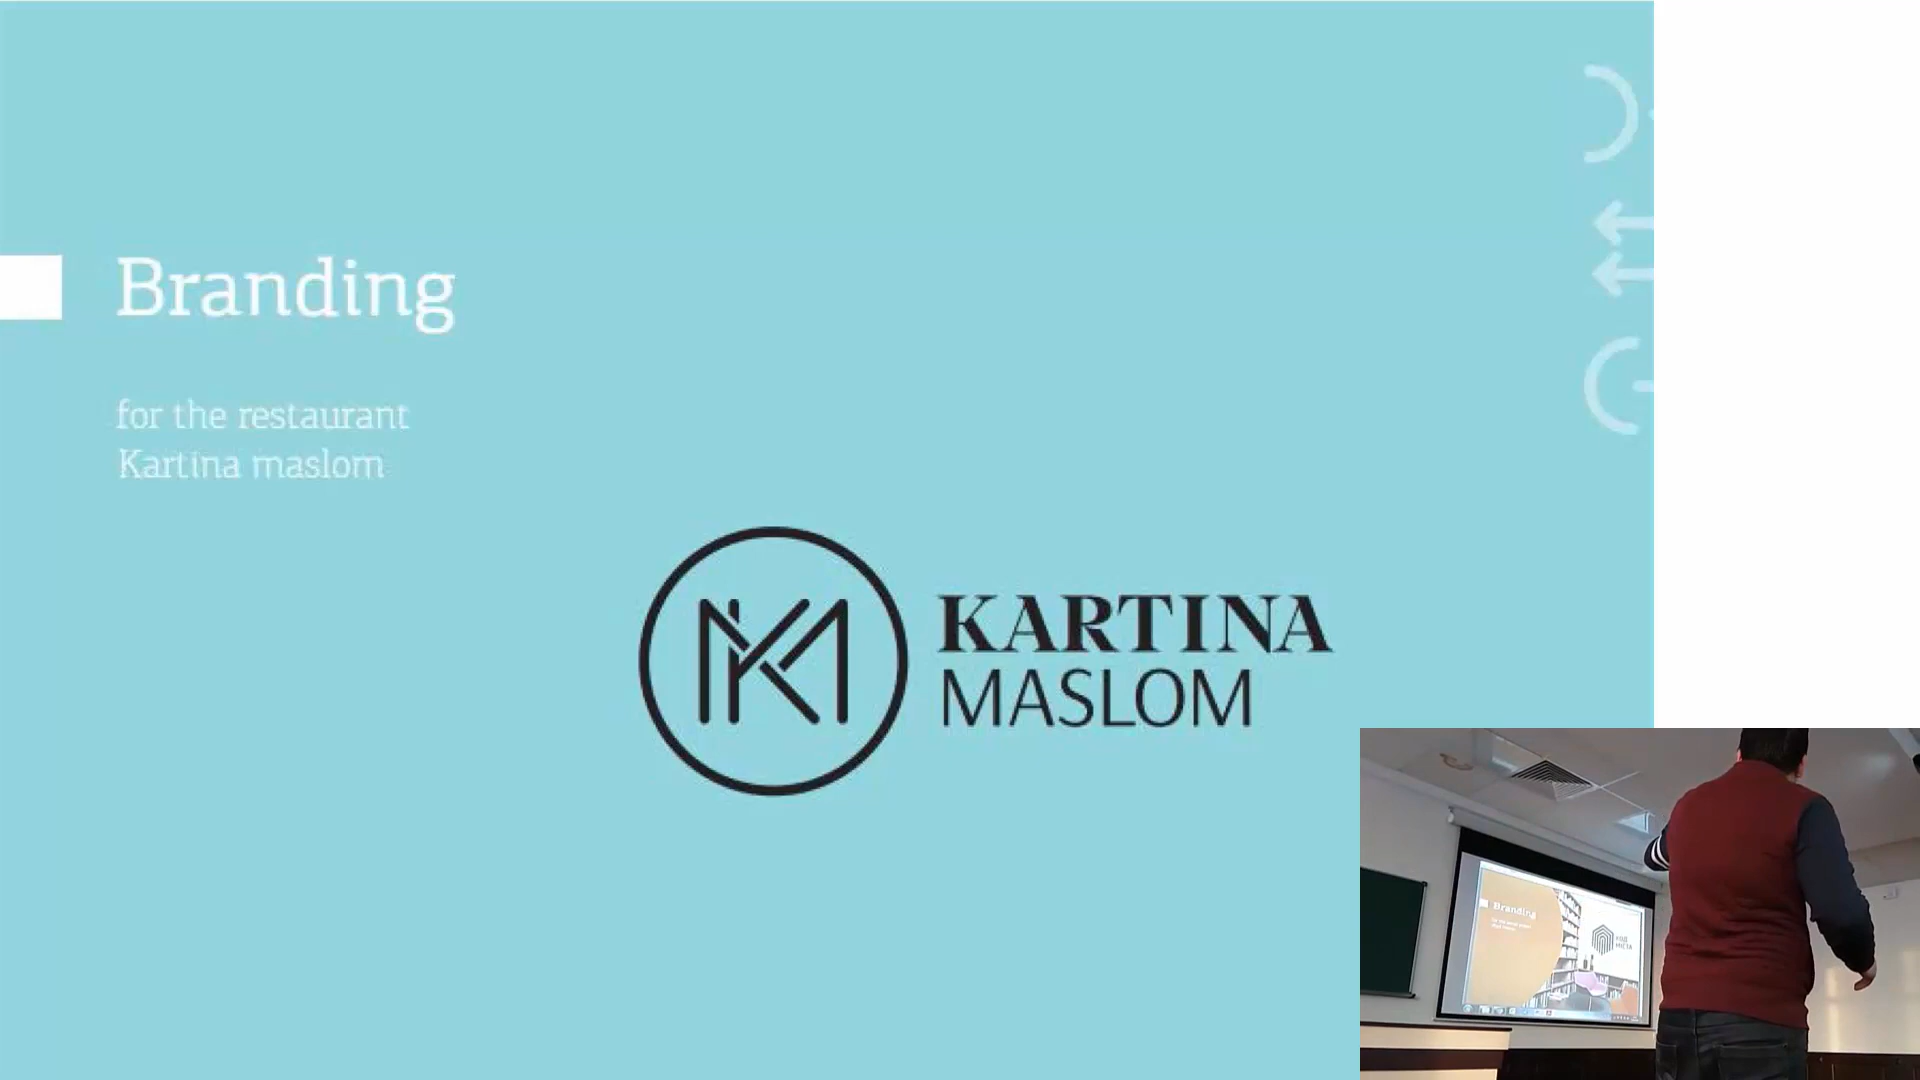 Branding
for the restaurant
Kartina maslom
KARTINA
MASLOM
Branding